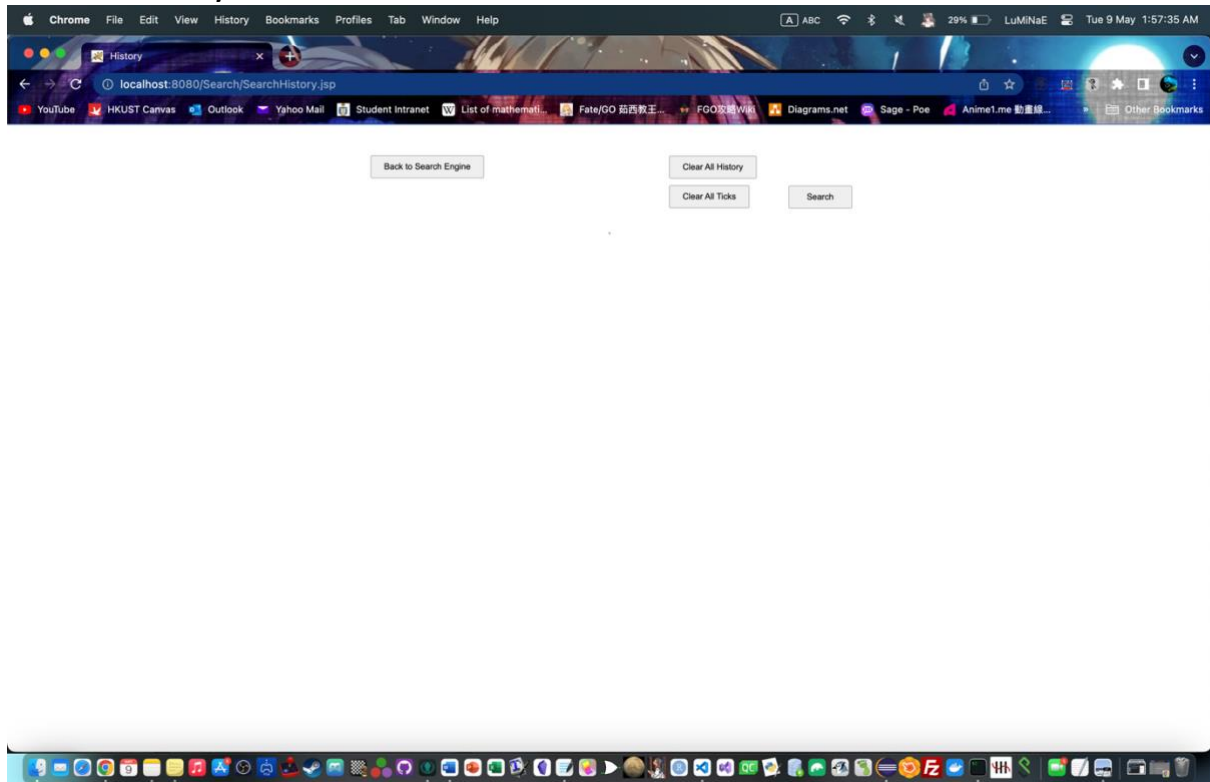 Chrome File Edit View History Bookmarks Profiles Tab Window Help A ABC 29% LuMiNaE Tue 9 May 1:57:35 AM
History
localhost:8080/Search/SearchHistory.jsp
YouTube HKUST Canvas Outlook Yahoo Mail Student Intranet W List of mathemati... Fate/GO 茹西教王... FGO攻略Wiki Diagrams.net Sage - Poe Anime1.me 動畫線... » Other Bookmarks
Back to Search Engine Clear All History
Clear All Ticks Search